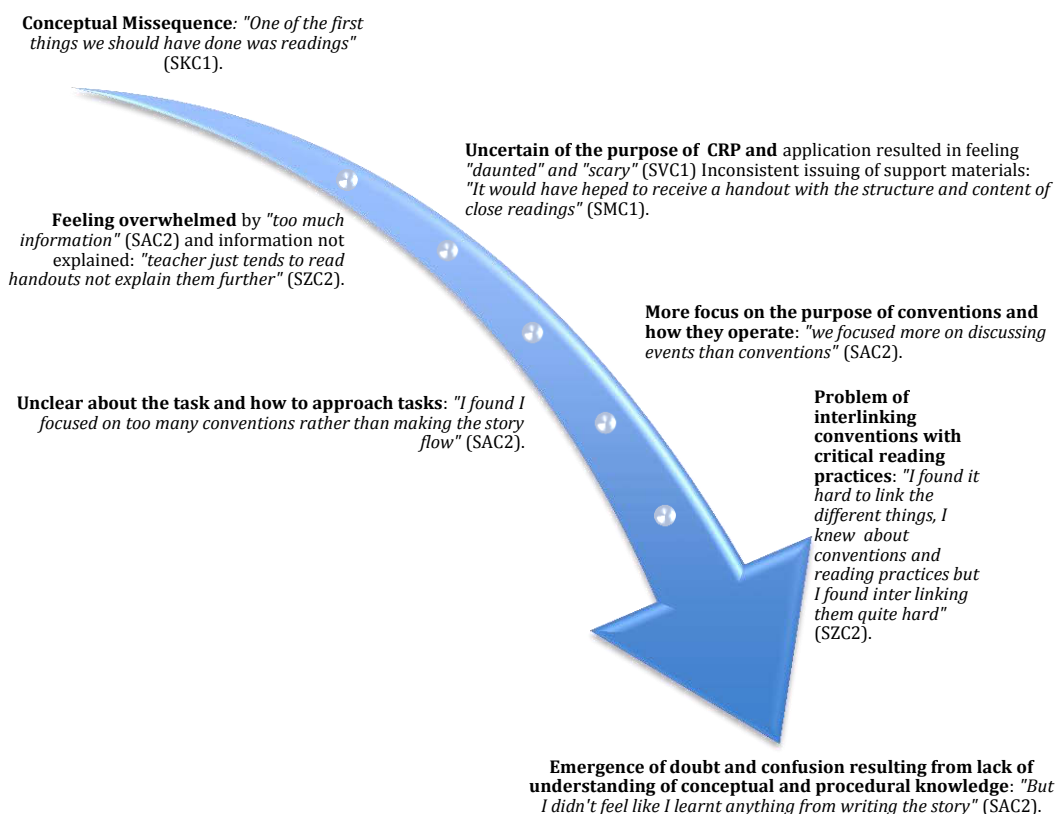 Conceptual Missequence: "One of the first
things we should have done was readings"
(SKC1).
Uncertain of the purpose of CRP and application resulted in feeling
"daunted" and "scary" (SVC1) Inconsistent issuing of support materials:
"It would have heped to receive a handout with the structure and content of
close readings" (SMC1).
Feeling overwhelmed by "too much
information" (SAC2) and information not
explained: "teacher just tends to read
handouts not explain them further" (SZC2).
More focus on the purpose of conventions and
how they operate: "we focused more on discussing
events than conventions" (SAC2).
Unclear about the task and how to approach tasks: "I found I
focused on too many conventions rather than making the story
flow" (SAC2).
Problem of
interlinking
conventions with
critical reading
practices: "I found it
hard to link the
different things, I
knew about
conventions and
reading practices but
I found inter linking
them quite hard"
(SZC2).
Emergence of doubt and confusion resulting from lack of
understanding of conceptual and procedural knowledge: "But
I didn't feel like I learnt anything from writing the story" (SAC2).